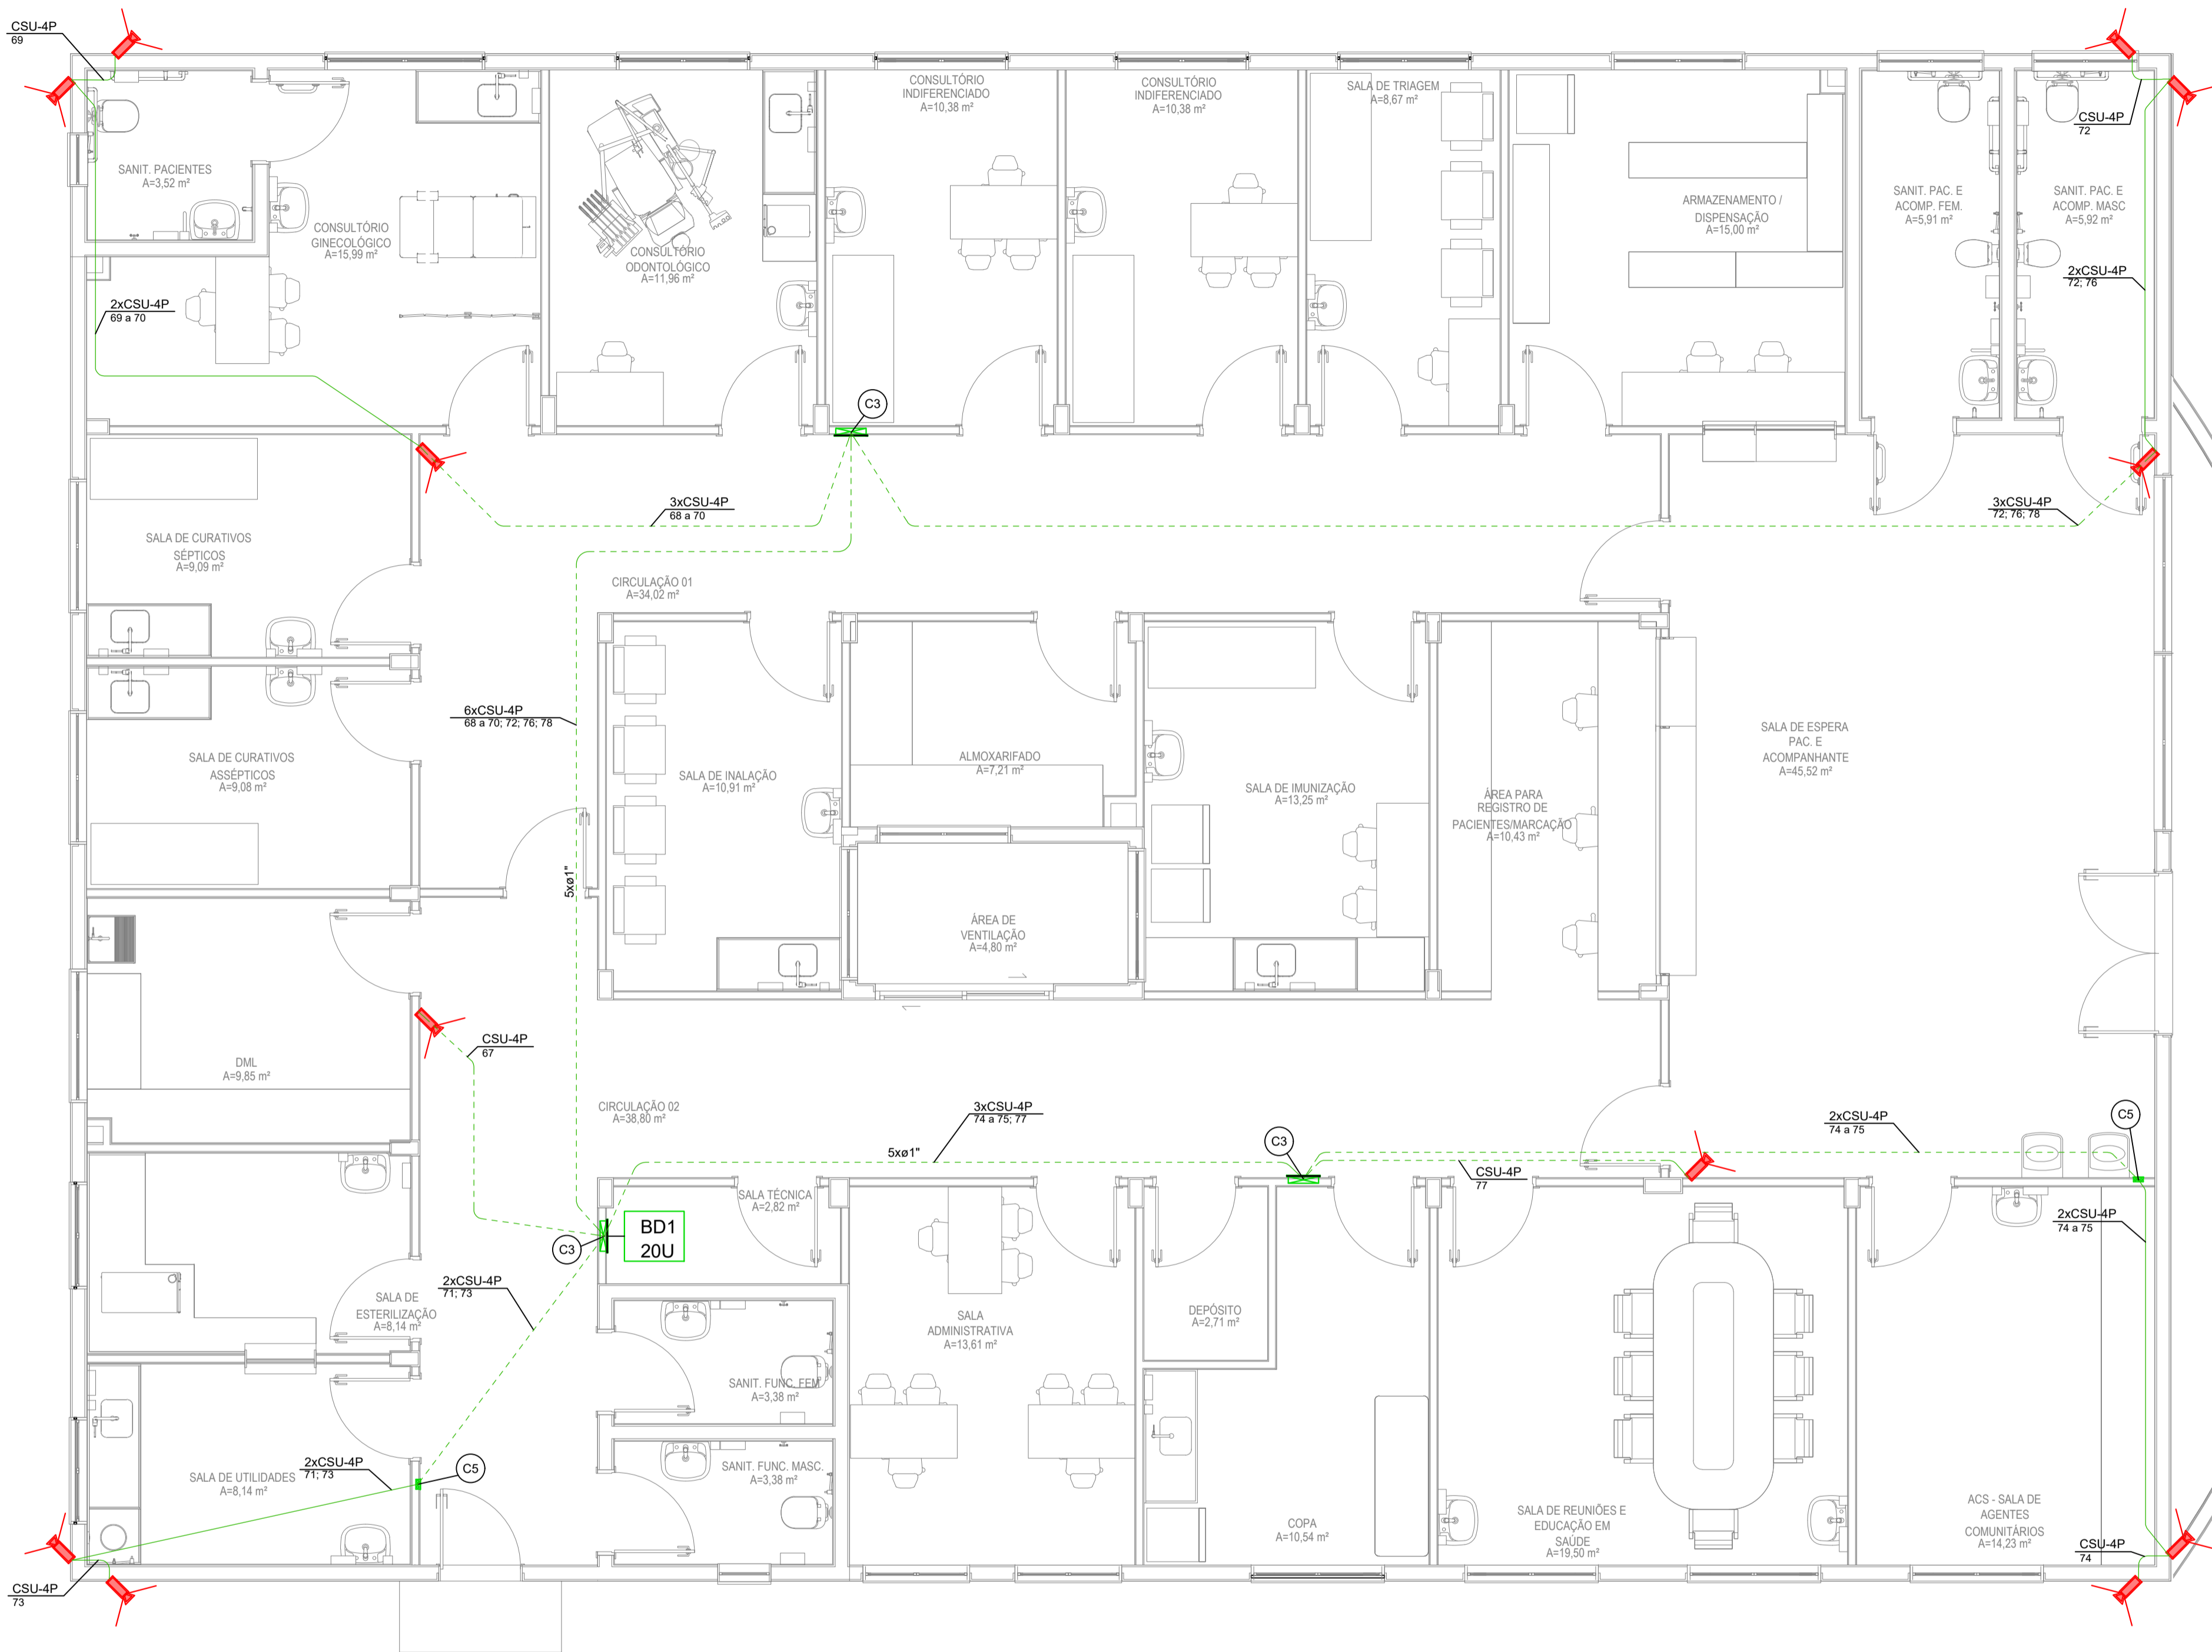 CSU-4P
69
CSU-4P
72
SANIT. PACIENTES
A=3,52 m²
CONSULTÓRIO
GINECOLÓGICO
A=15,99 m²
CONSULTÓRIO
ODONTOLÓGICO
A=11,96 m²
CONSULTÓRIO
INDIFERENCIADO
A=10,38 m²
CONSULTÓRIO
INDIFERENCIADO
A=10,38 m²
SALA DE TRIAGEM
A=8,67 m²
ARMAZENAMENTO /
DISPENSAÇÃO
A=15,00 m²
SANIT. PAC. E
ACOMP. FEM.
A=5,91 m²
SANIT. PAC. E
ACOMP. MASC
A=5,92 m²
2xCSU-4P
69 a 70
2xCSU-4P
72; 76
C3
3xCSU-4P
68 a 70
3xCSU-4P
72; 76; 78
SALA DE CURATIVOS
SÉPTICOS
A=9,09 m²
CIRCULAÇÃO 01
A=34,02 m²
6xCSU-4P
68 a 70; 72; 76; 78
SALA DE CURATIVOS
ASSÉPTICOS
A=9,08 m²
SALA DE INALAÇÃO
A=10,91 m²
ALMOXARIFADO
A=7,21 m²
SALA DE IMUNIZAÇÃO
A=13,25 m²
ÁREA PARA
REGISTRO DE
PACIENTES/MARCAÇÃO
A=10,43 m²
SALA DE ESPERA
PAC. E
ACOMPANHANTE
A=45,52 m²
5xø1"
ÁREA DE
VENTILAÇÃO
A=4,80 m²
CSU-4P
67
DML
A=9,85 m²
CIRCULAÇÃO 02
A=38,80 m²
3xCSU-4P
74 a 75; 77
5xø1"
C3
CSU-4P
77
2xCSU-4P
74 a 75
C5
SALA TÉCNICA
A=2,82 m²
BD1
20U
C3
2xCSU-4P
71; 73
2xCSU-4P
74 a 75
SALA DE
ESTERILIZAÇÃO
A=8,14 m²
SALA
ADMINISTRATIVA
A=13,61 m²
DEPÓSITO
A=2,71 m²
SANIT. FUNC. FEM
A=3,38 m²
SANIT. FUNC. MASC.
A=3,38 m²
2xCSU-4P
71; 73
C5
SALA DE UTILIDADES
A=8,14 m²
COPA
A=10,54 m²
SALA DE REUNIÕES E
EDUCAÇÃO EM
SAÚDE
A=19,50 m²
ACS - SALA DE
AGENTES
COMUNITÁRIOS
A=14,23 m²
CSU-4P
74
CSU-4P
73